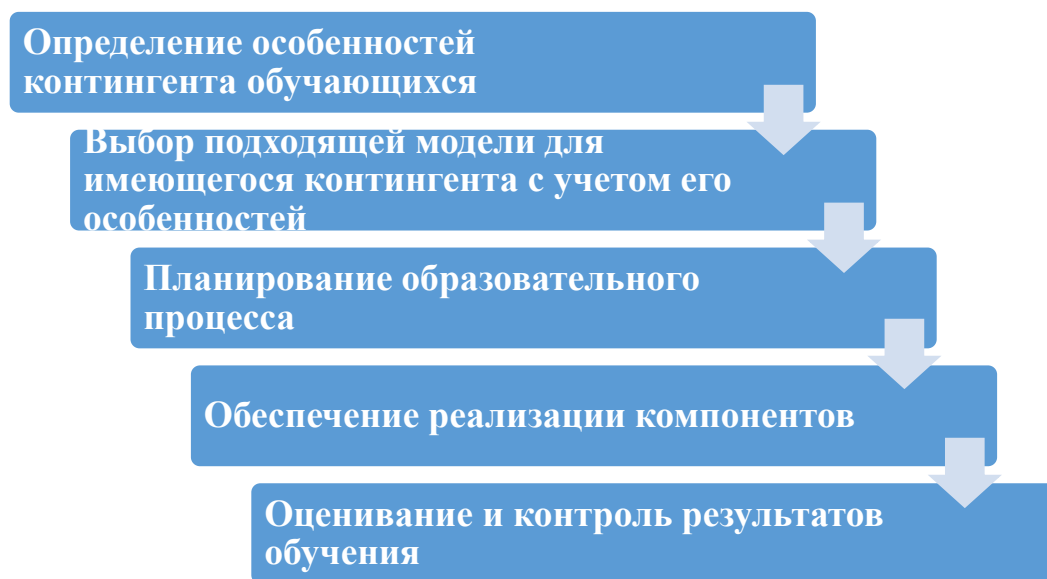 Определение особенностей
контингента обучающихся
Выбор подходящей модели для
имеющегося контингента с учетом его
особенностей
Планирование образовательного
процесса
Обеспечение реализации компонентов
Оценивание и контроль результатов
обучения